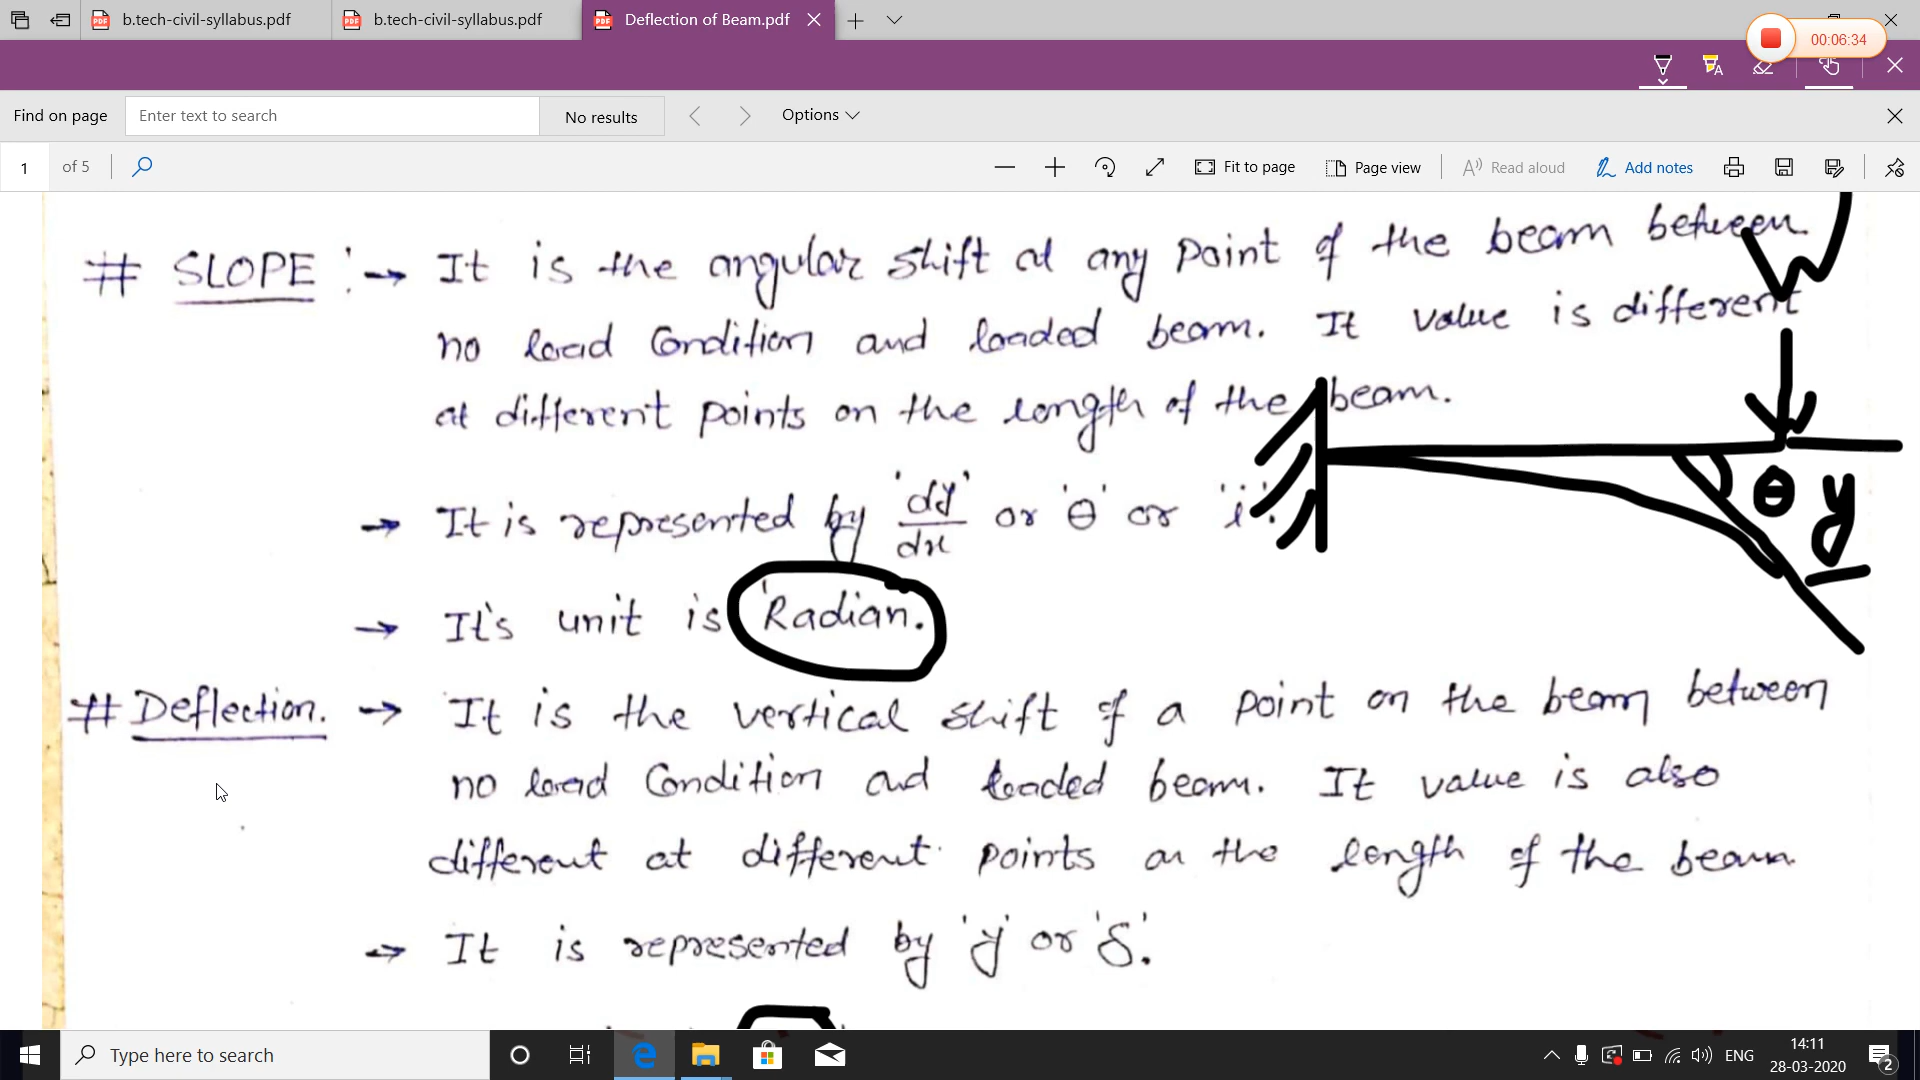 b.tech-civil-syllabus.pdf
b.tech-civil-syllabus.pdf
Deflection of Beam.pdf
00:06:34
Find on page
Enter text to search
No results
Options
1 of 5
Fit to page
Page view
Read aloud
Add notes
# SLOPE :→ It is the angular shift at any point of the beam between
no load Condition and loaded beam. It value is different
at different points on the length of the beam.
→ It is represented by 'dy/dx' or 'θ' or 'i'.
→ It's unit is 'Radian.
W
θ y
# Deflection. → It is the vertical shift of a point on the beam between
no load Condition and loaded beam. It value is also
different at different points on the length of the beam
→ It is represented by 'y' or 'δ'.
Type here to search
ENG
14:11
28-03-2020
2